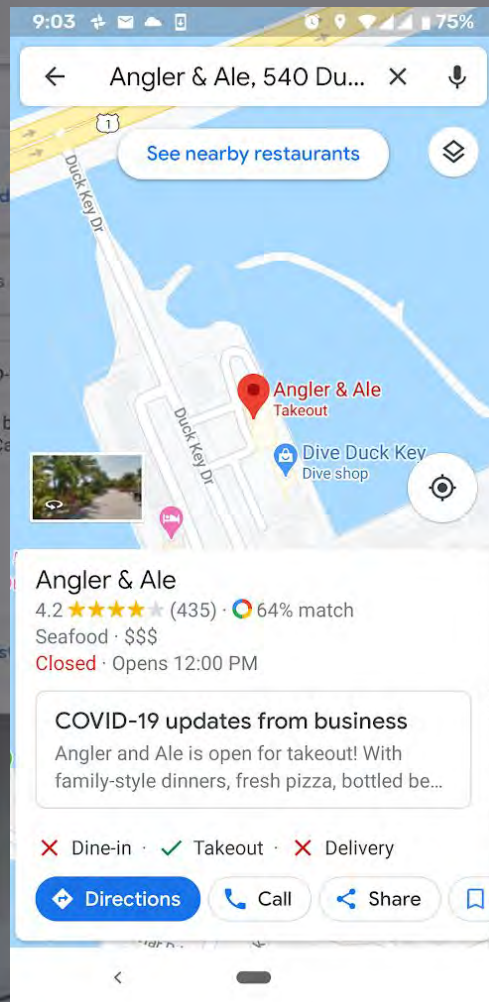 9:03
75%
Angler & Ale, 540 Du...
1
See nearby restaurants
Duck Key Dr
Angler & Ale
Takeout
Duck Key Dr
Dive Duck Key
Dive shop
Angler & Ale
4.2 (435) · 64% match
Seafood · $$$
Closed · Opens 12:00 PM
COVID-19 updates from business
Angler and Ale is open for takeout! With
family-style dinners, fresh pizza, bottled be...
Dine-in · Takeout · Delivery
Directions
Call
Share